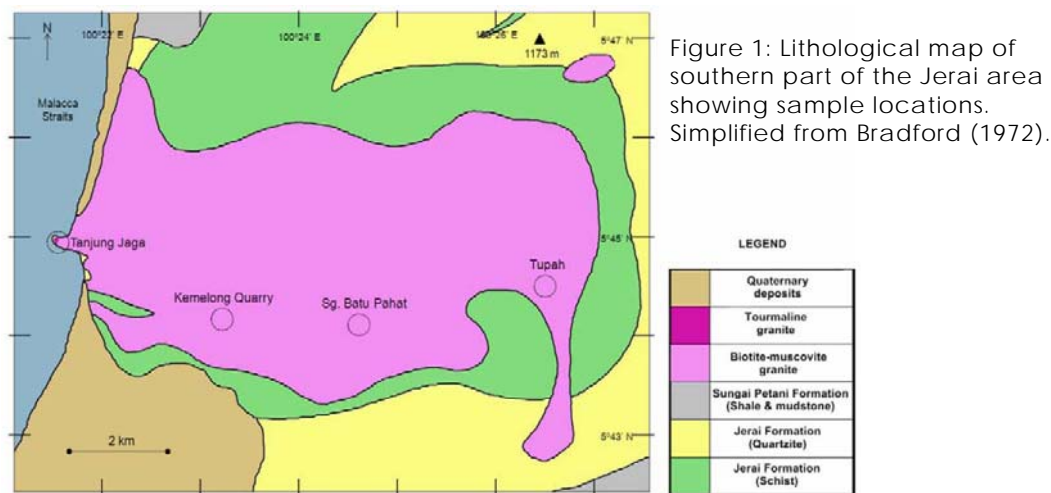 N
100°22' E
100°24' E
100°26' E
5°47' N
1173 m
Figure 1: Lithological map of
southern part of the Jerai area
showing sample locations.
Simplified from Bradford (1972).
Malacca
Straits
Tanjung Jaga
5°45' N
LEGEND
Tupah
Kemelong Quarry
Sg. Batu Pahat
Quaternary
deposits
Tourmaline
granite
Biotite-muscovite
granite
Sungai Petani Formation
(Shale & mudstone)
Jerai Formation
(Quartzite)
Jerai Formation
(Schist)
5°43' N
2 km